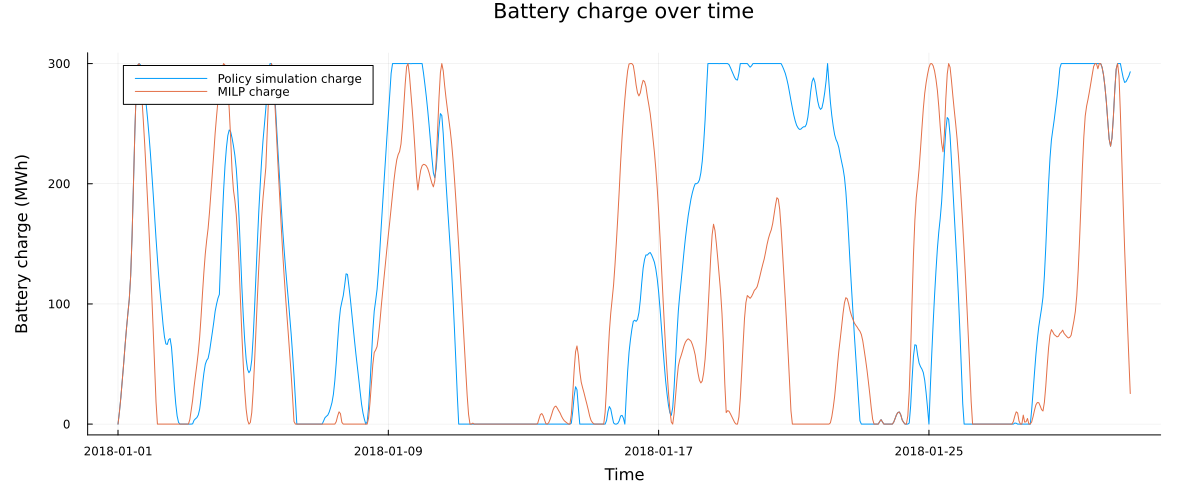 Battery charge over time
Policy simulation charge
MILP charge
300
200
100
0
Battery charge (MWh)
2018-01-01
2018-01-09
2018-01-17
2018-01-25
Time